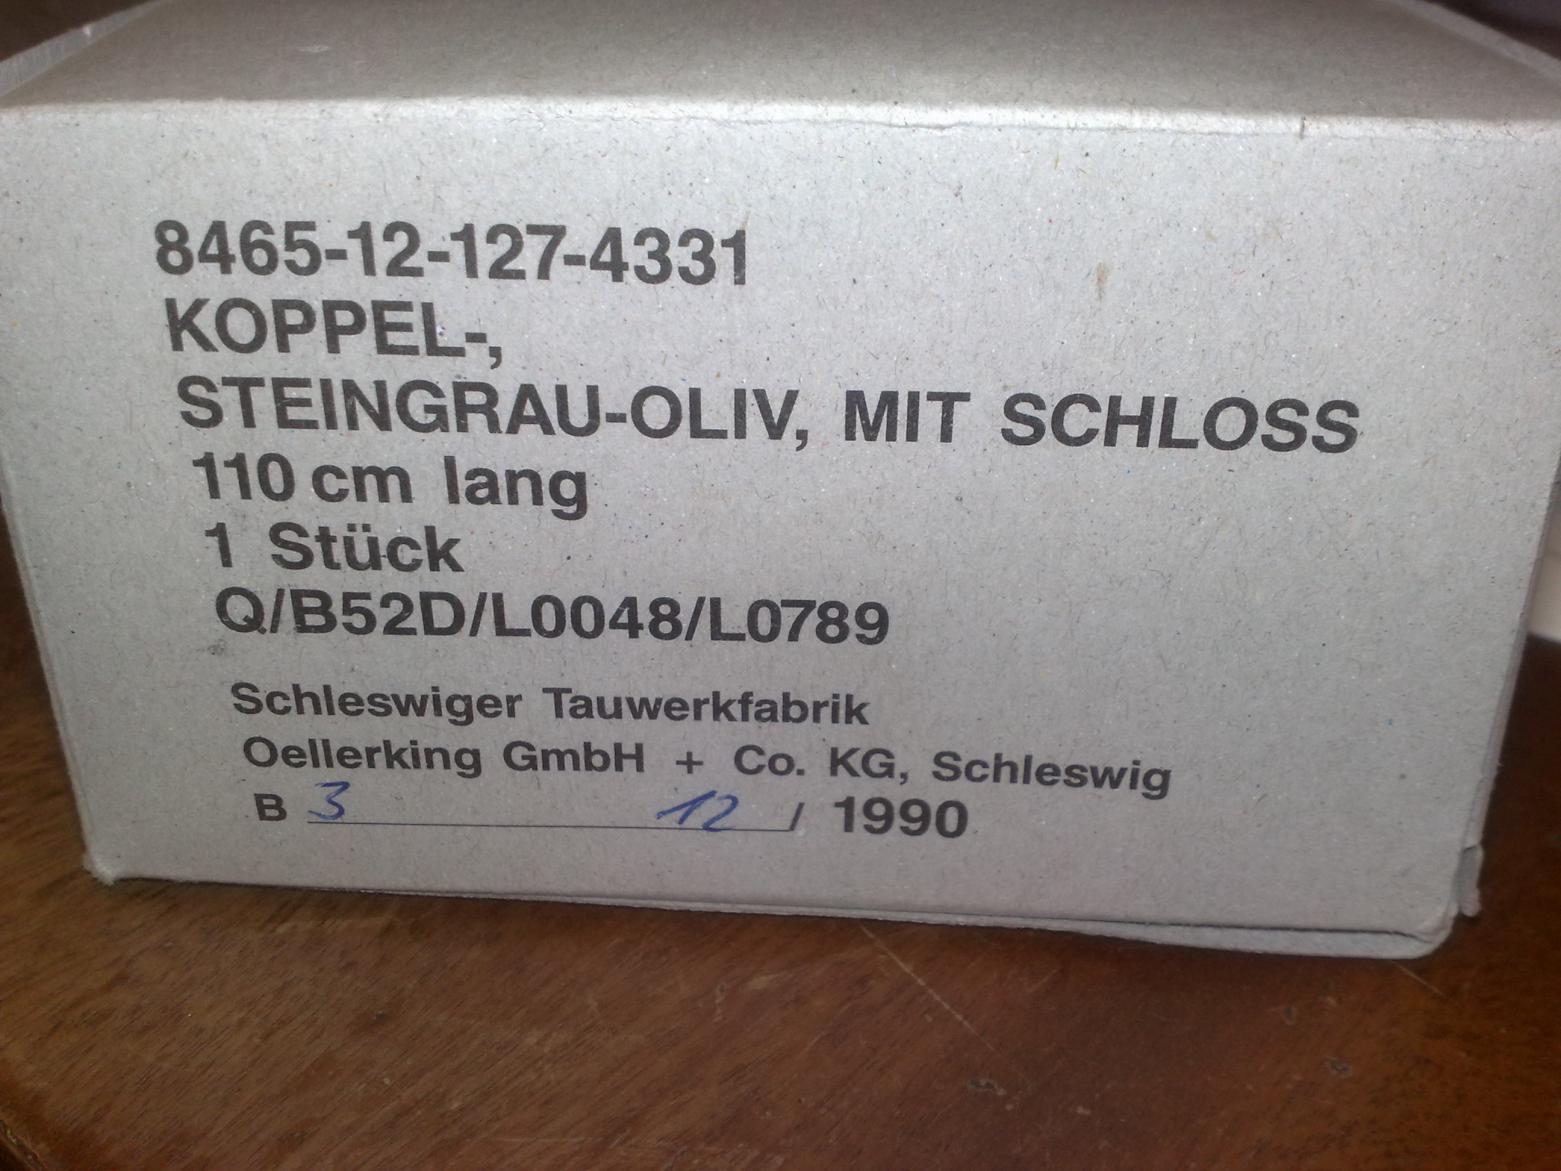 8465-12-127-4331
KOPPEL-,
STEINGRAU-OLIV, MIT SCHLOSS
110 cm lang
1 Stück
Q/B52D/L0048/L0789
Schleswiger Tauwerkfabrik
Oellerking GmbH + Co. KG, Schleswig
B 3 12 / 1990